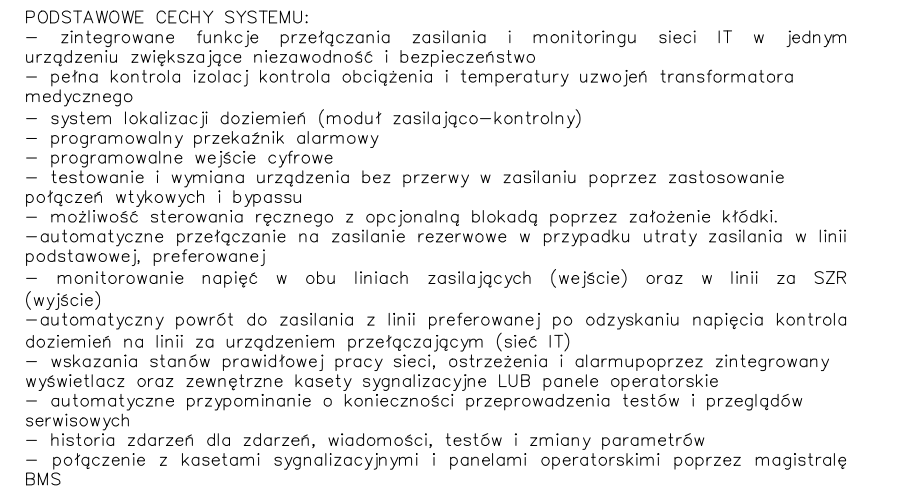 PODSTAWOWE CECHY SYSTEMU:
– zintegrowane funkcje przełączania zasilania i monitoringu sieci IT w jednym
urządzeniu zwiększające niezawodność i bezpieczeństwo
– pełna kontrola izolacj kontrola obciążenia i temperatury uzwojeń transformatora
medycznego
– system lokalizacji doziemień (moduł zasilająco–kontrolny)
– programowalny przekaźnik alarmowy
– programowalne wejście cyfrowe
– testowanie i wymiana urządzenia bez przerwy w zasilaniu poprzez zastosowanie
połączeń wtykowych i bypassu
– możliwość sterowania ręcznego z opcjonalną blokadą poprzez założenie kłódki.
–automatyczne przełączanie na zasilanie rezerwowe w przypadku utraty zasilania w linii
podstawowej, preferowanej
– monitorowanie napięć w obu liniach zasilających (wejście) oraz w linii za SZR
(wyjście)
–automatyczny powrót do zasilania z linii preferowanej po odzyskaniu napięcia kontrola
doziemień na linii za urządzeniem przełączającym (sieć IT)
– wskazania stanów prawidłowej pracy sieci, ostrzeżenia i alarmupoprzez zintegrowany
wyświetlacz oraz zewnętrzne kasety sygnalizacyjne LUB panele operatorskie
– automatyczne przypominanie o konieczności przeprowadzenia testów i przeglądów
serwisowych
– historia zdarzeń dla zdarzeń, wiadomości, testów i zmiany parametrów
– połączenie z kasetami sygnalizacyjnymi i panelami operatorskimi poprzez magistralę
BMS